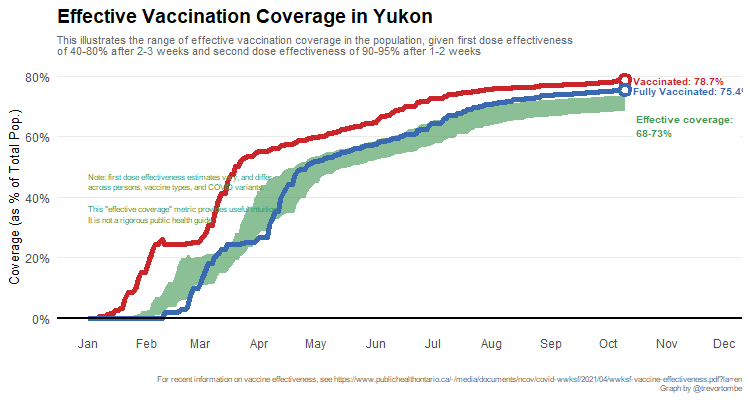 Effective Vaccination Coverage in Yukon
This illustrates the range of effective vaccination coverage in the population, given first dose effectiveness
of 40-80% after 2-3 weeks and second dose effectiveness of 90-95% after 1-2 weeks
Coverage (as % of Total Pop.)
80%
60%
40%
20%
0%
Vaccinated: 78.7%
Fully Vaccinated: 75.4%
Effective coverage:
68-73%
Note: first dose effectiveness estimates vary, and differ
across persons, vaccine types, and COVID variants.
This "effective coverage" metric provides useful intuition.
It is not a rigorous public health guide.
Jan Feb Mar Apr May Jun Jul Aug Sep Oct Nov Dec
For recent information on vaccine effectiveness, see https://www.publichealthontario.ca/-/media/documents/ncov/covid-wwksf/2021/04/wwksf-vaccine-effectiveness.pdf?la=en
Graph by @trevortombe